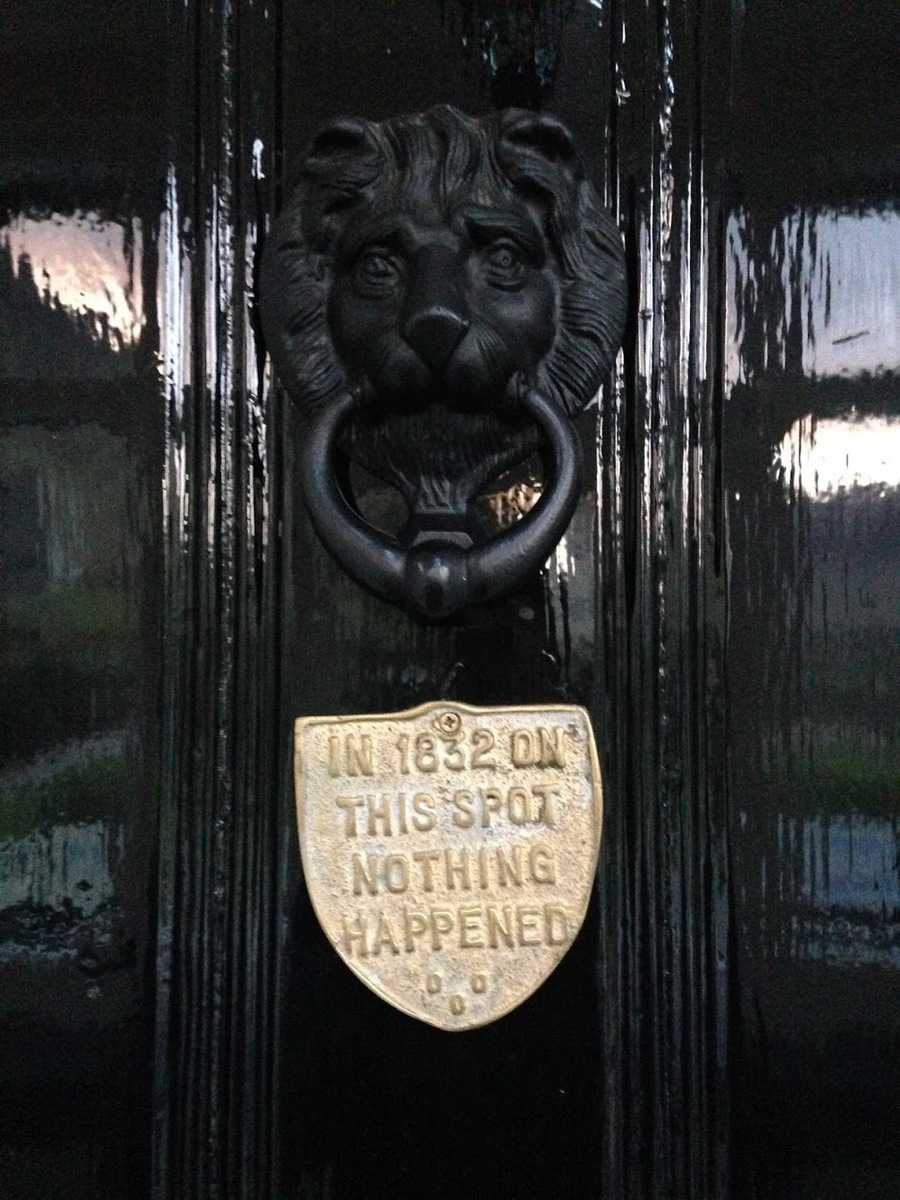 IN 1832 ON
THIS SPOT
NOTHING
HAPPENED